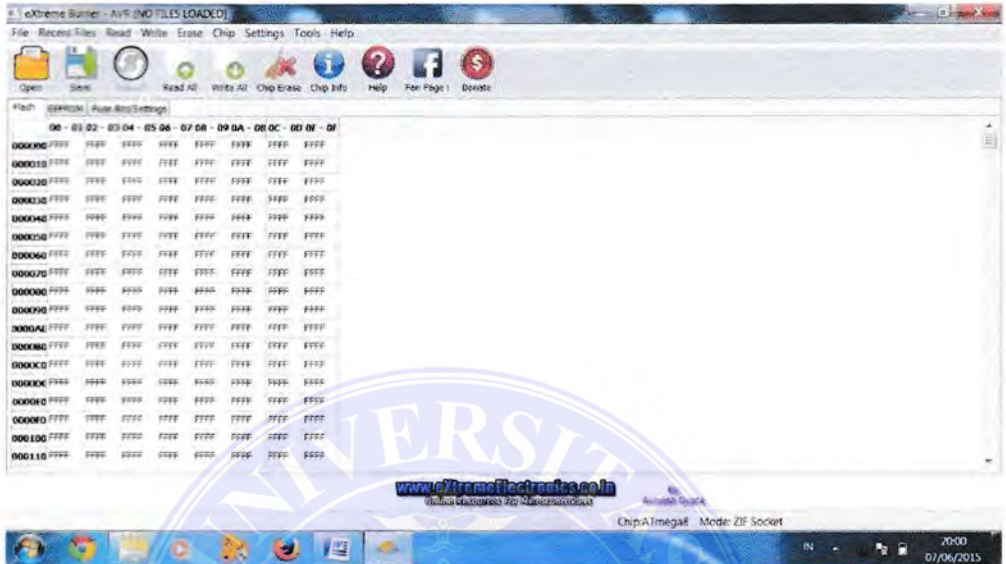 eXtreme Burner - AVR [NO FILES LOADED]
File Recent Files Read Write Erase Chip Settings Tools Help
Open Save Read All Write All Chip Erase Chip Info Help Fan Page ! Donate
Flash EEPROM Fuse Bits/Settings
00 - 01 02 - 03 04 - 05 06 - 07 08 - 09 0A - 0B 0C - 0D 0E - 0F
000000 FFFF FFFF FFFF FFFF FFFF FFFF FFFF FFFF
000010 FFFF FFFF FFFF FFFF FFFF FFFF FFFF FFFF
000020 FFFF FFFF FFFF FFFF FFFF FFFF FFFF FFFF
000030 FFFF FFFF FFFF FFFF FFFF FFFF FFFF FFFF
000040 FFFF FFFF FFFF FFFF FFFF FFFF FFFF FFFF
000050 FFFF FFFF FFFF FFFF FFFF FFFF FFFF FFFF
000060 FFFF FFFF FFFF FFFF FFFF FFFF FFFF FFFF
000070 FFFF FFFF FFFF FFFF FFFF FFFF FFFF FFFF
000080 FFFF FFFF FFFF FFFF FFFF FFFF FFFF FFFF
000090 FFFF FFFF FFFF FFFF FFFF FFFF FFFF FFFF
0000A0 FFFF FFFF FFFF FFFF FFFF FFFF FFFF FFFF
0000B0 FFFF FFFF FFFF FFFF FFFF FFFF FFFF FFFF
0000C0 FFFF FFFF FFFF FFFF FFFF FFFF FFFF FFFF
0000D0 FFFF FFFF FFFF FFFF FFFF FFFF FFFF FFFF
0000E0 FFFF FFFF FFFF FFFF FFFF FFFF FFFF FFFF
0000F0 FFFF FFFF FFFF FFFF FFFF FFFF FFFF FFFF
000100 FFFF FFFF FFFF FFFF FFFF FFFF FFFF FFFF
000110 FFFF FFFF FFFF FFFF FFFF FFFF FFFF FFFF
UNIVERSIT
www.eXtremeElectronics.co.in
Online Resources For Microcontrollers
By
Avinash Gupta
Chip:ATmega8 Mode: ZIF Socket
IN
20:00
07/06/2015